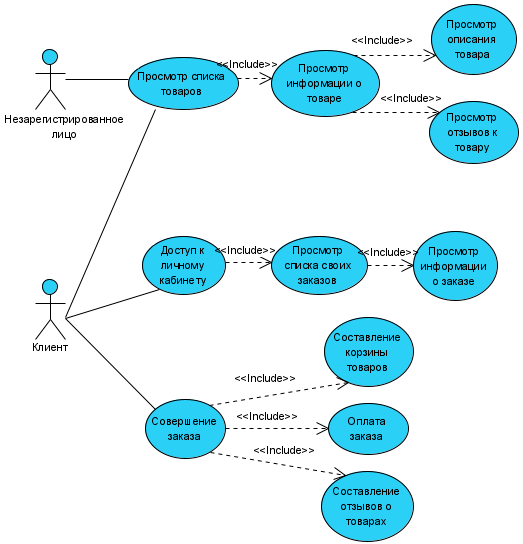 Просмотр
описания
товара
<<Include>>
<<Include>>
Просмотр списка
товаров
Просмотр
информации о
товаре
<<Include>>
Просмотр
отзывов к
товару
Незарегистрированное
лицо
Доступ к
личному
кабинету
<<Include>>
Просмотр
списка своих
заказов
<<Include>>
Просмотр
информации
о заказе
Клиент
Составление
корзины
товаров
<<Include>>
Совершение
заказа
<<Include>>
Оплата
заказа
<<Include>>
Составление
отзывов о
товарах